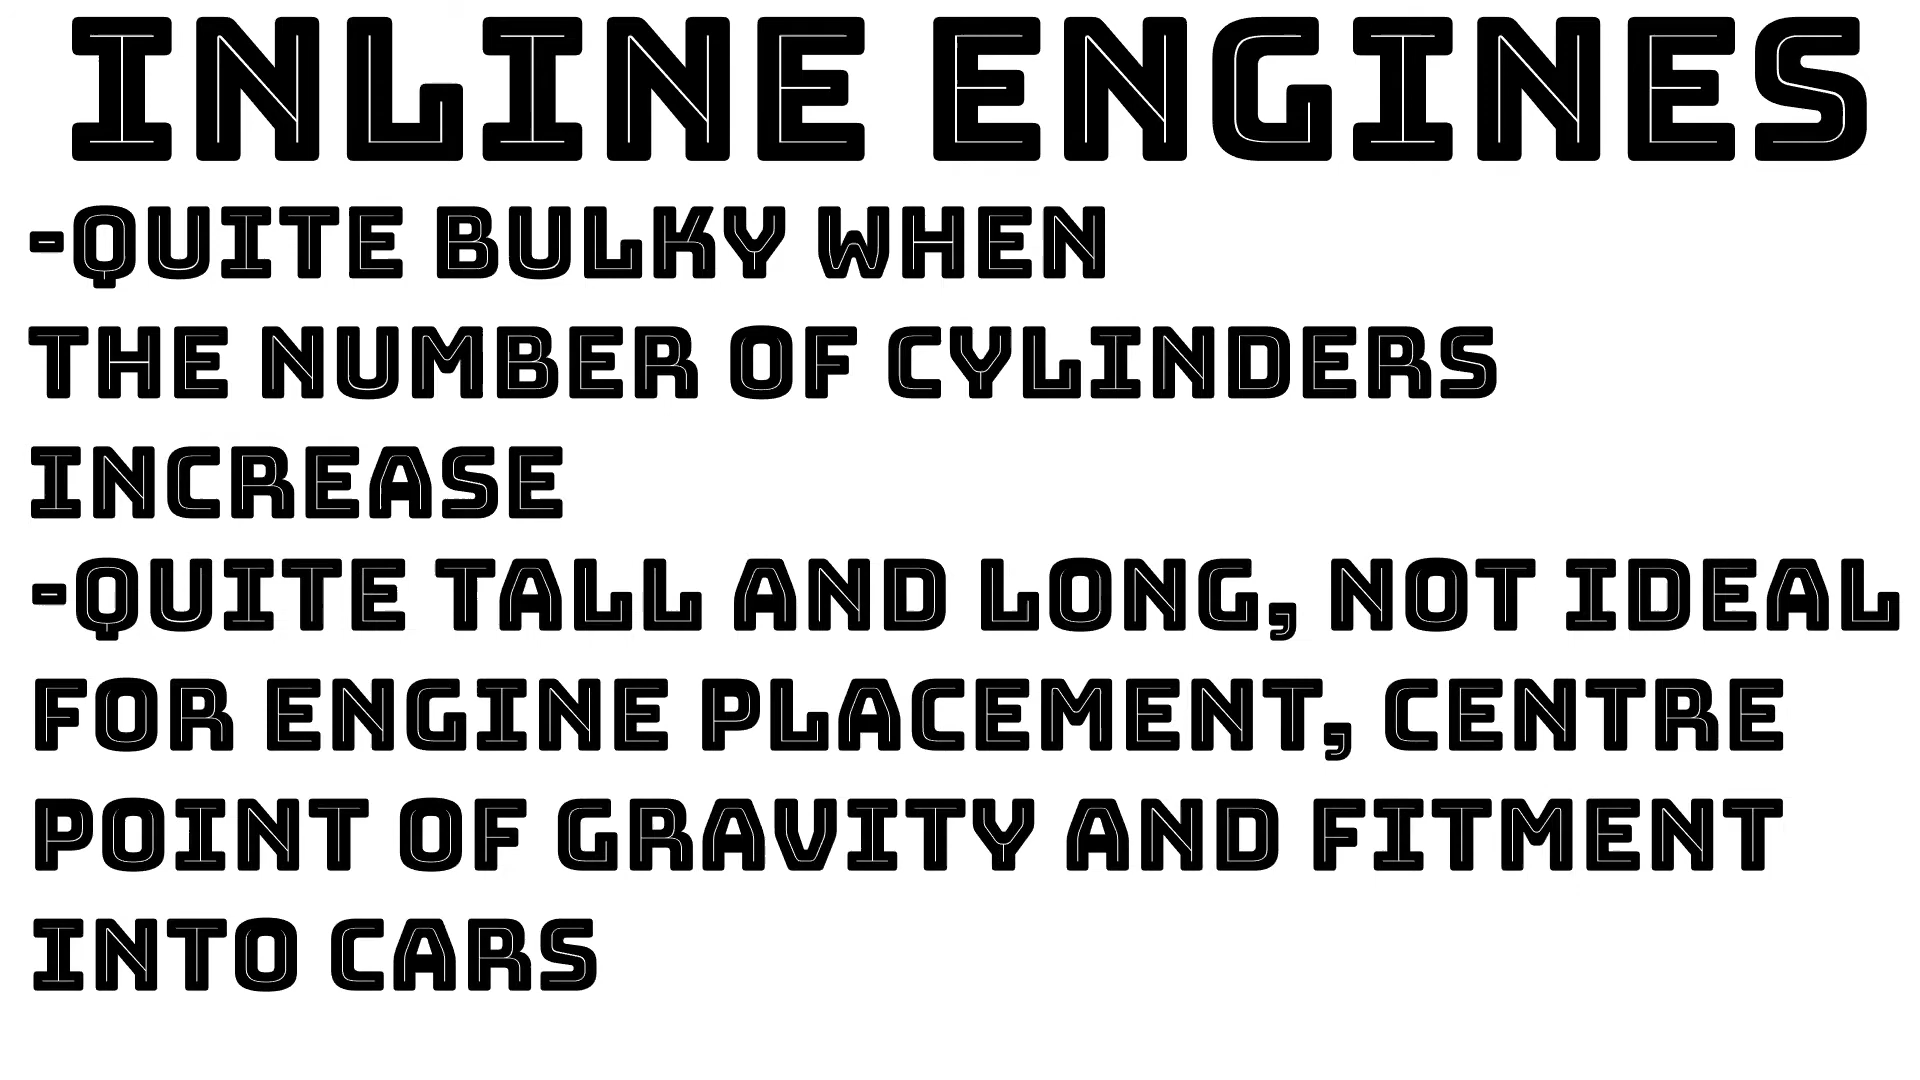 INLINE ENGINES
-QUITE BULKY WHEN
THE NUMBER OF CYLINDERS
INCREASE
-QUITE TALL AND LONG, NOT IDEAL
FOR ENGINE PLACEMENT, CENTRE
POINT OF GRAVITY AND FITMENT
INTO CARS